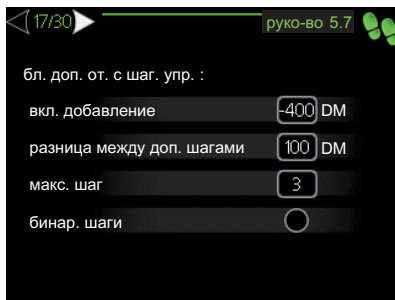 17/30
руко-во 5.7
бл. доп. от. с шаг. упр. :
вкл. добавление -400 DM
разница между доп. шагами 100 DM
макс. шаг 3
бинар. шаги